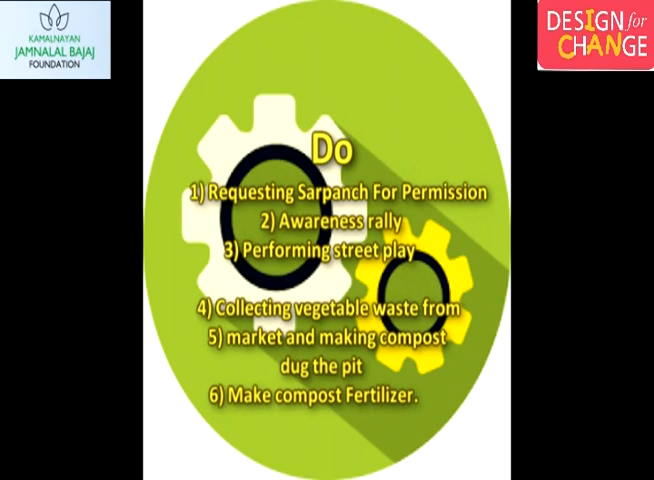 KAMALNAYAN
JAMNALAL BAJAJ
FOUNDATION
DESIGN for
CHANGE
Do
1) Requesting Sarpanch For Permission
2) Awareness rally
3) Performing street play
4) Collecting vegetable waste from
5) market and making compost
dug the pit
6) Make compost Fertilizer.